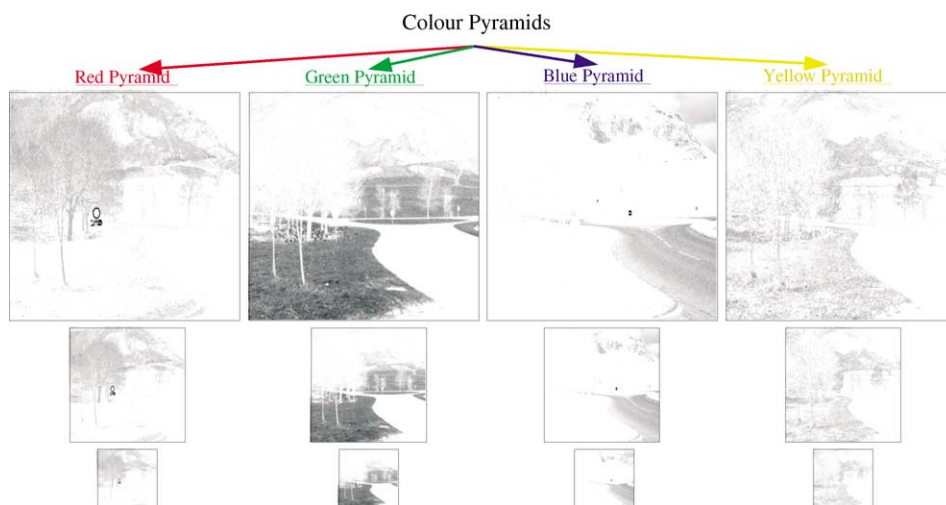 Colour Pyramids
Red Pyramid
Green Pyramid
Blue Pyramid
Yellow Pyramid